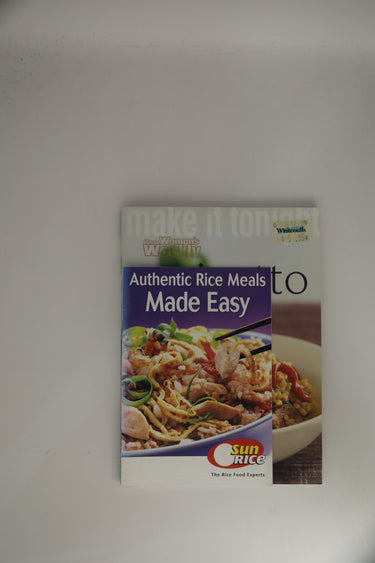 make it tonight
Women's
Weekly
Whitcoulls
to
Authentic Rice Meals
Made Easy
Sun
RICE
The Rice Food Experts